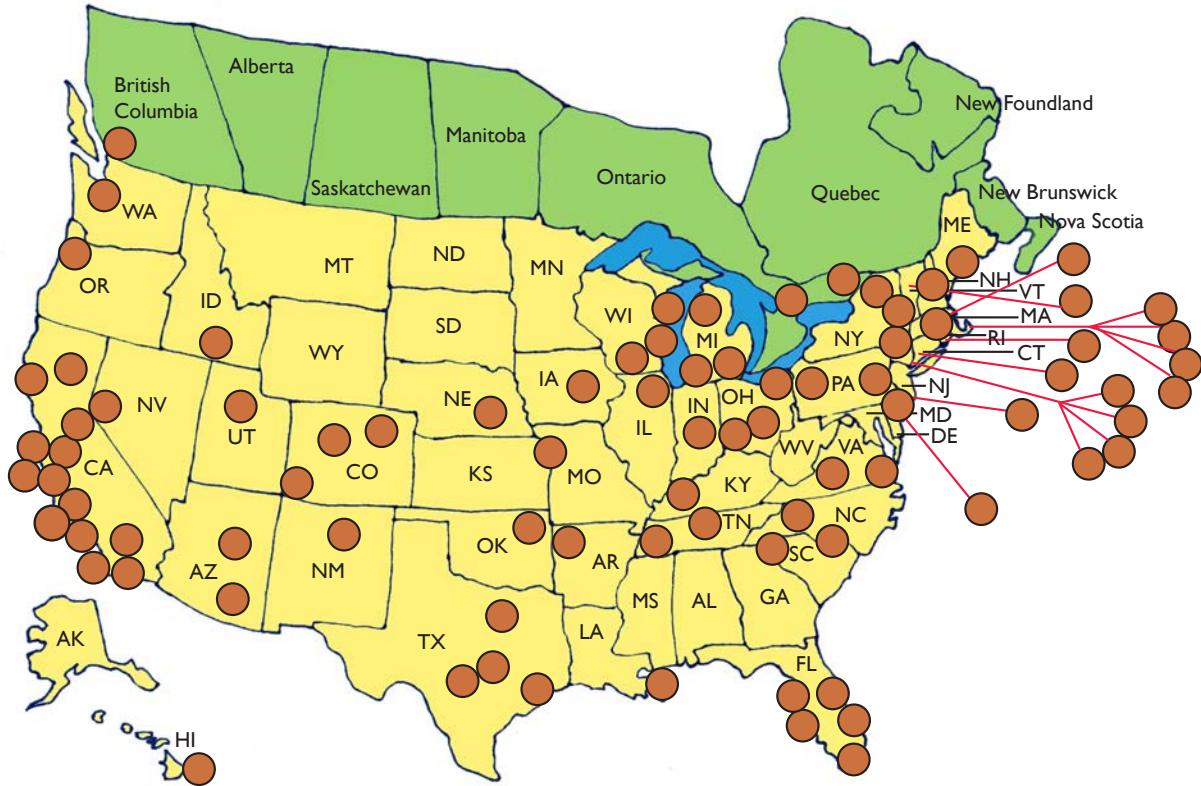 Alberta
British
Columbia
New Foundland
Manitoba
Ontario
Saskatchewan
Quebec
New Brunswick
Nova Scotia
WA
ME
ND
MT
MN
NH
OR
VT
ID
WI
MA
SD
MI
NY
RI
WY
CT
IA
PA
NJ
NV
NE
OH
UT
IN
MD
IL
DE
WV
VA
CA
CO
KS
MO
KY
NC
TN
OK
SC
AR
AZ
NM
MS
AL
GA
LA
AK
TX
FL
HI